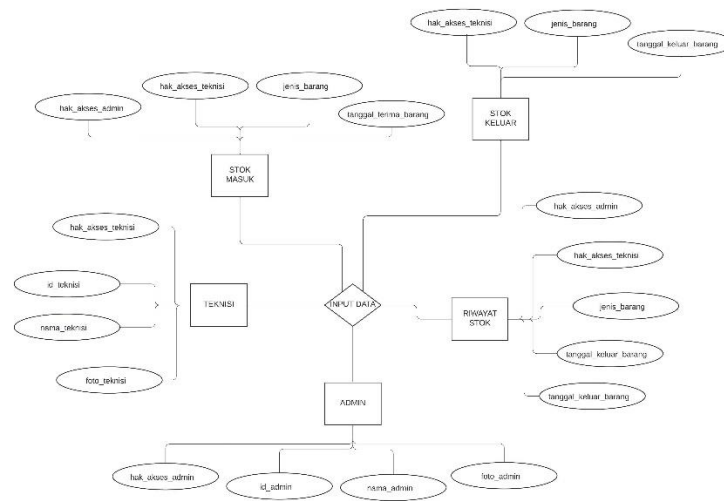 hak_akses_teknisi
jenis_barang
tanggal_keluar_barang
STOK
KELUAR
hak_akses_admin
hak_akses_teknisi
jenis_barang
tanggal_terima_barang
STOK
MASUK
hak_akses_teknisi
id_teknisi
nama_teknisi
foto_teknisi
TEKNISI
INPUT DATA
RIWAYAT
STOK
hak_akses_admin
hak_akses_teknisi
jenis_barang
tanggal_keluar_barang
tanggal_keluar_barang
ADMIN
hak_akses_admin
id_admin
nama_admin
foto_admin